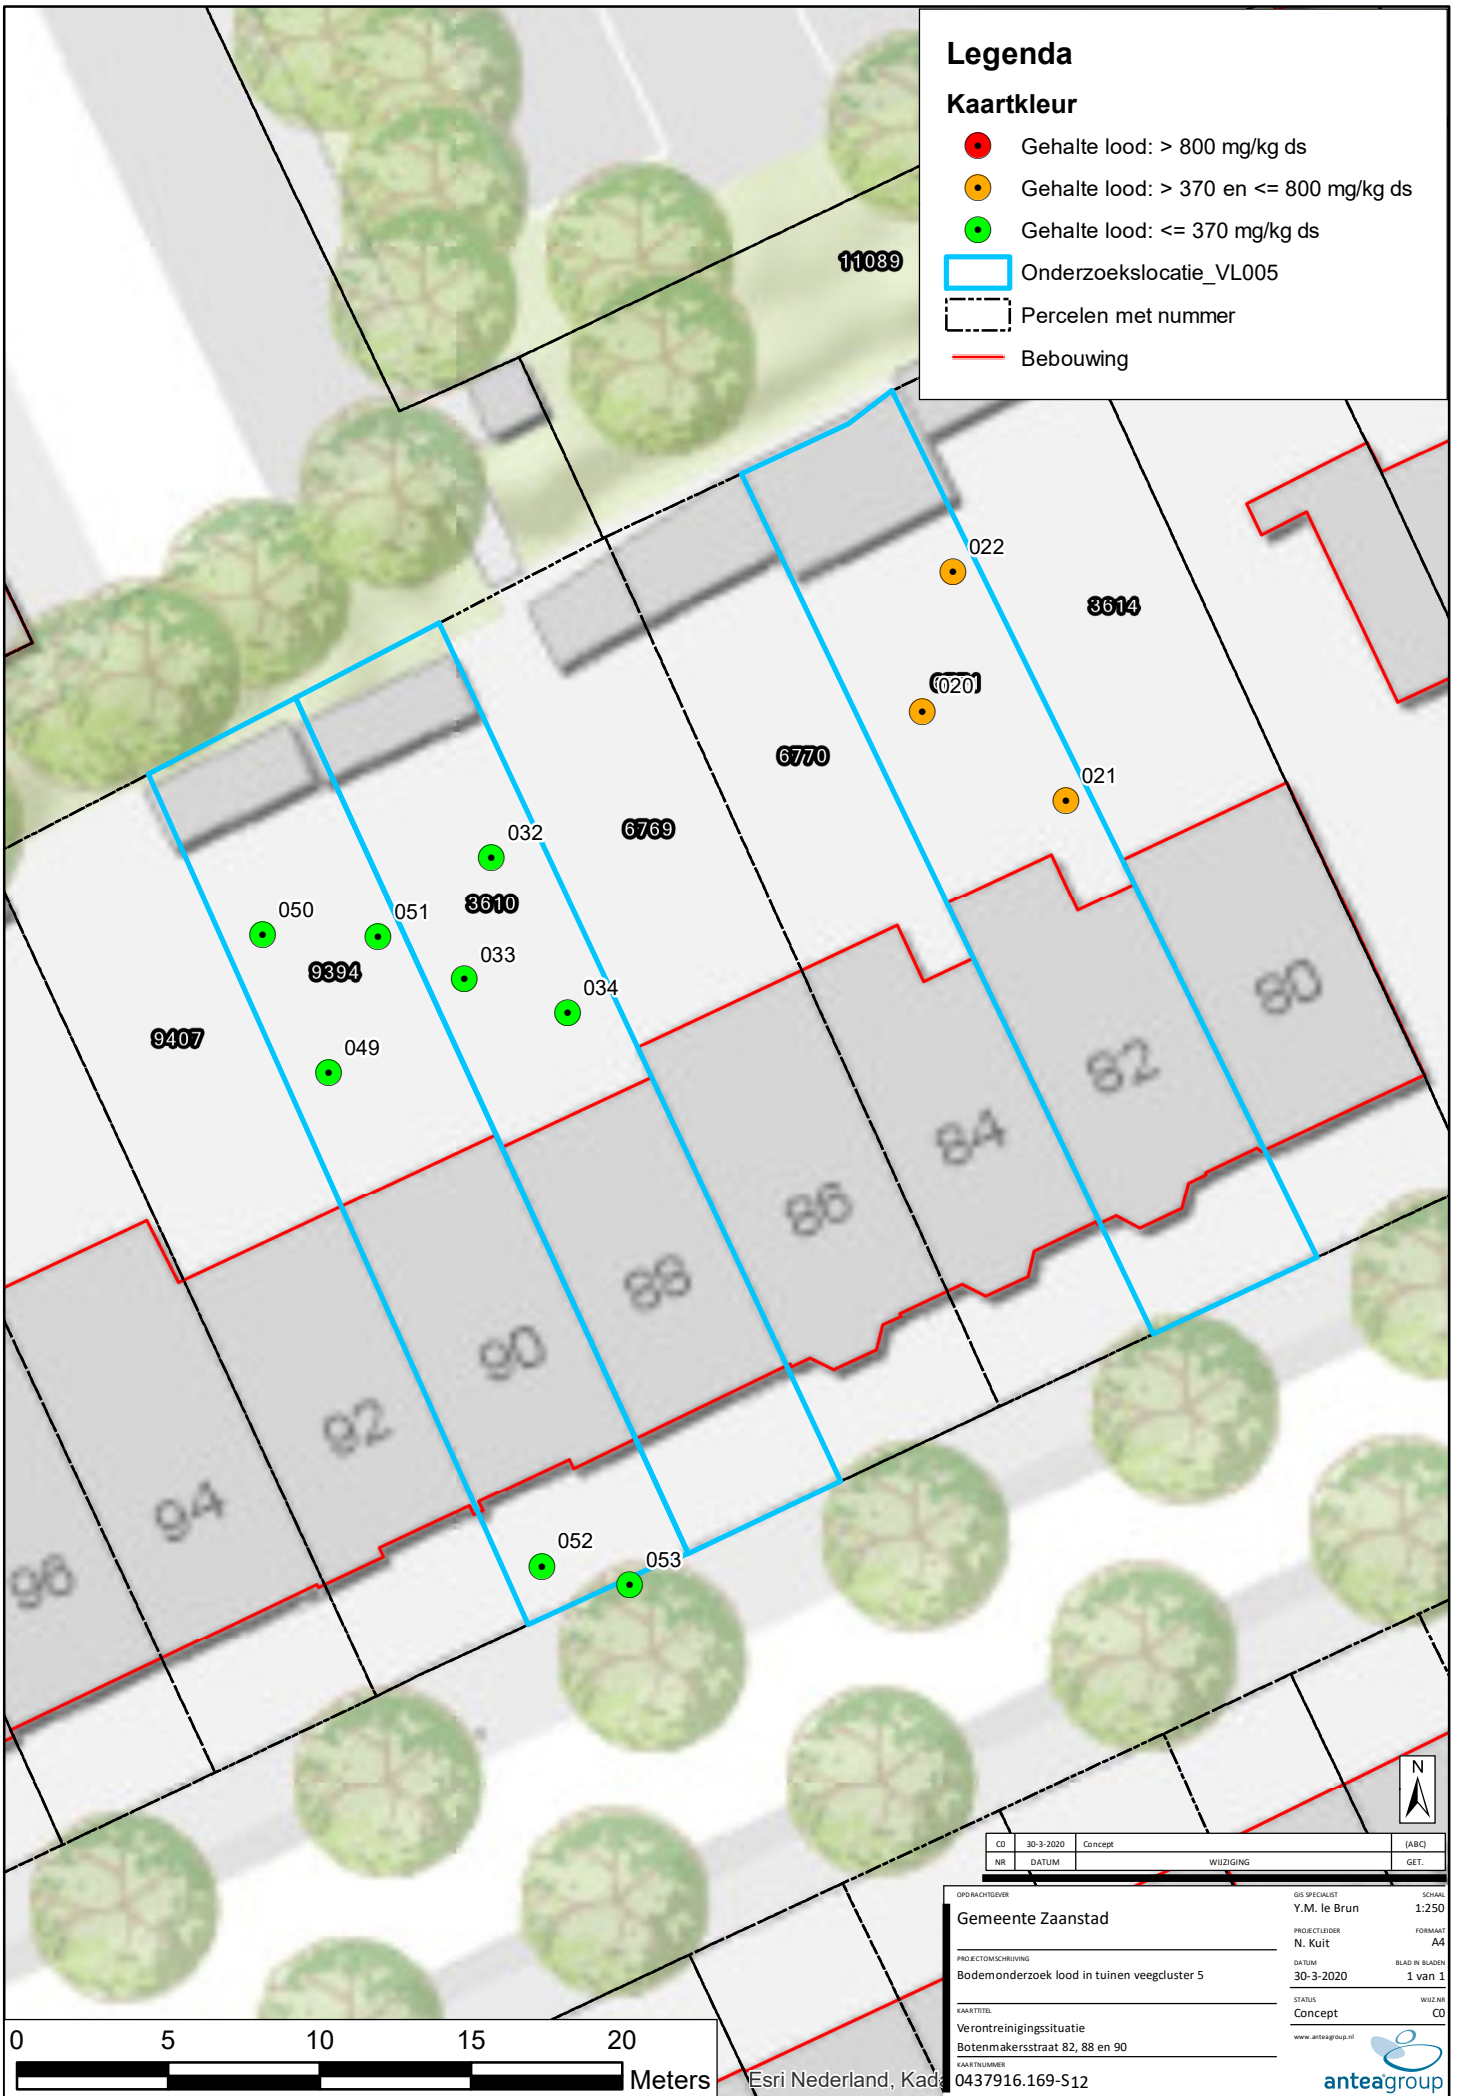 Legenda
Kaartkleur
Gehalte lood: > 800 mg/kg ds
Gehalte lood: > 370 en <= 800 mg/kg ds
Gehalte lood: <= 370 mg/kg ds
Onderzoekslocatie_VL005
Percelen met nummer
Bebouwing
11089
022
3614
020
6770
021
6769
032
3610
050
051
9394
033
034
9407
049
80
82
84
86
88
90
92
94
96
052
053
N
C0 30-3-2020 Concept (ABC)
NR DATUM WIJZIGING GET.
OPDRACHTGEVER
Gemeente Zaanstad
GIS SPECIALIST SCHAAL
Y.M. le Brun 1:250
PROJECTLEIDER FORMAAT
N. Kuit A4
PROJECTOMSCHRIJVING
Bodemonderzoek lood in tuinen veegcluster 5
DATUM BLAD IN BLADEN
30-3-2020 1 van 1
STATUS WIJZ.NR
Concept C0
KAARTTITEL
Verontreinigingssituatie
Botenmakersstraat 82, 88 en 90
www.anteagroup.nl
KAARTNUMMER
0437916.169-S12
anteagroup
0 5 10 15 20
Meters
Esri Nederland,